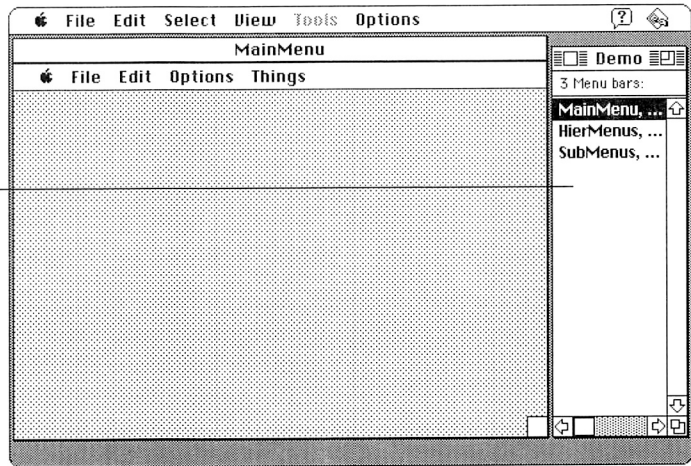 File Edit Select View Tools Options
MainMenu
File Edit Options Things
Demo
3 Menu bars:
MainMenu, ...
HierMenus, ...
SubMenus, ...